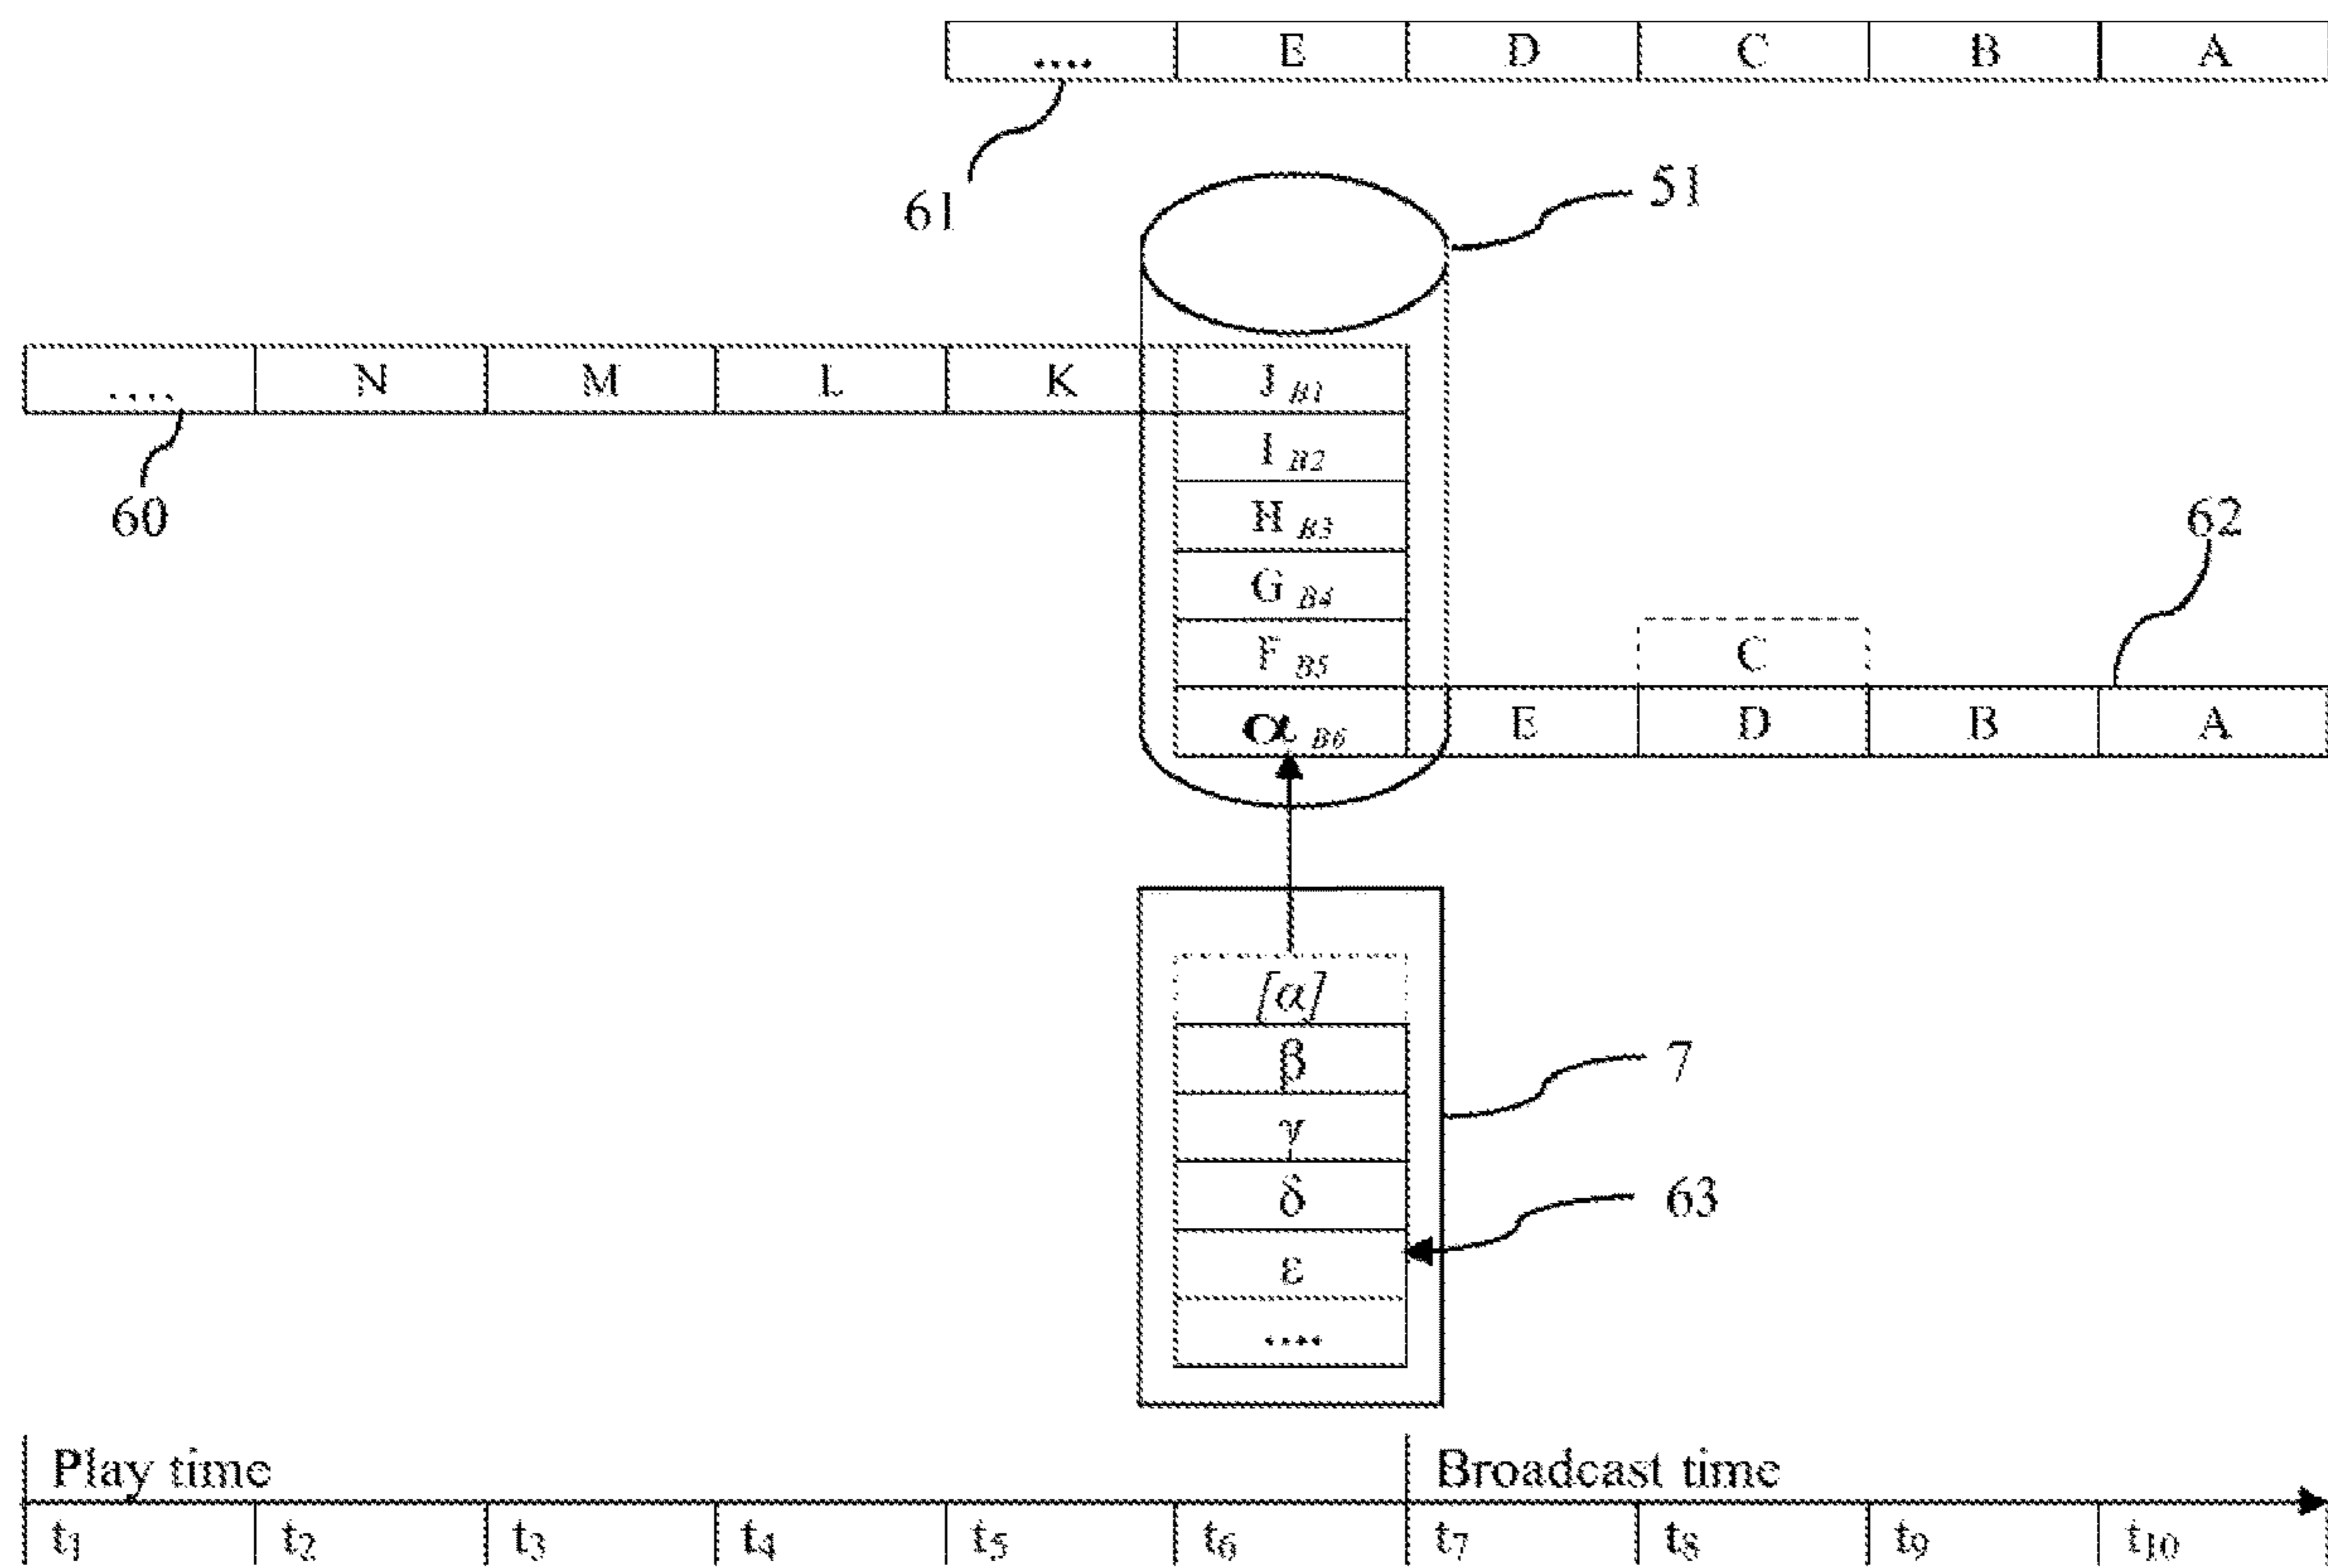 .... E D C B A
61
51
.... N M L K J B1
I B2
60
H B3
62
G B4
F B5 C
α B6 E D B A
[α]
β
7
γ
δ
63
ε
....
Play time Broadcast time
t1 t2 t3 t4 t5 t6 t7 t8 t9 t10